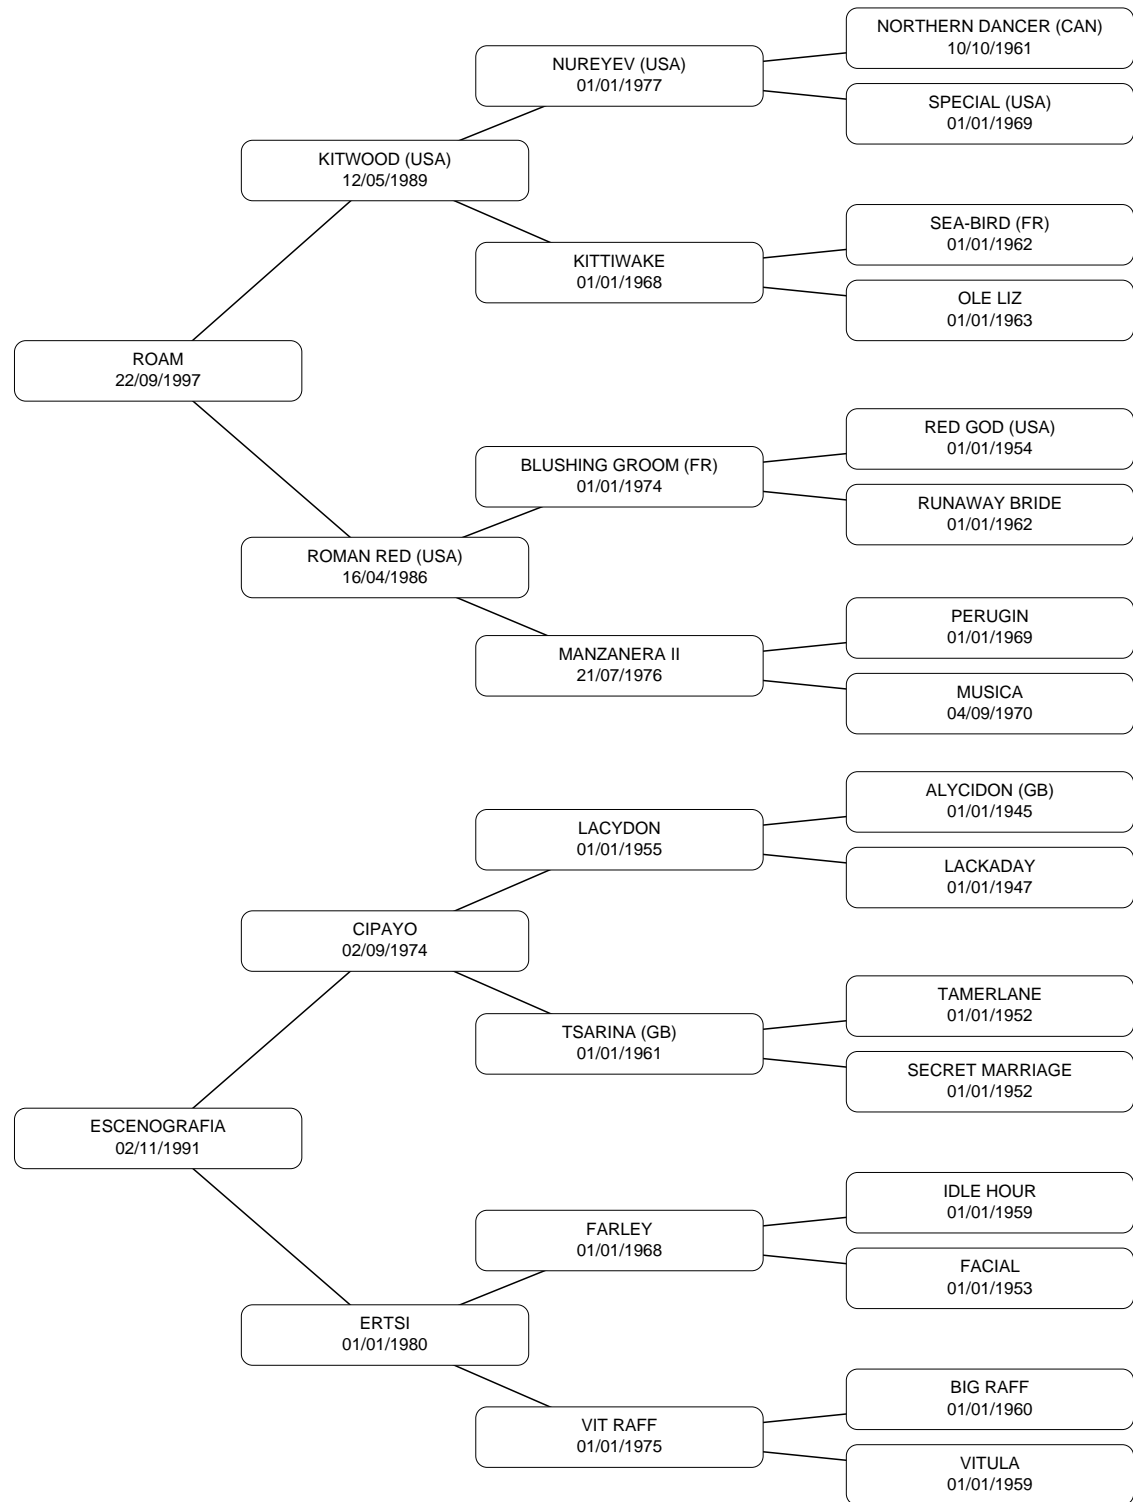 NORTHERN DANCER (CAN)
10/10/1961
NUREYEV (USA)
01/01/1977
SPECIAL (USA)
01/01/1969
KITWOOD (USA)
12/05/1989
SEA-BIRD (FR)
01/01/1962
KITTIWAKE
01/01/1968
OLE LIZ
01/01/1963
ROAM
22/09/1997
RED GOD (USA)
01/01/1954
BLUSHING GROOM (FR)
01/01/1974
RUNAWAY BRIDE
01/01/1962
ROMAN RED (USA)
16/04/1986
PERUGIN
01/01/1969
MANZANERA II
21/07/1976
MUSICA
04/09/1970
ALYCIDON (GB)
01/01/1945
LACYDON
01/01/1955
LACKADAY
01/01/1947
CIPAYO
02/09/1974
TAMERLANE
01/01/1952
TSARINA (GB)
01/01/1961
SECRET MARRIAGE
01/01/1952
ESCENOGRAFIA
02/11/1991
IDLE HOUR
01/01/1959
FARLEY
01/01/1968
FACIAL
01/01/1953
ERTSI
01/01/1980
BIG RAFF
01/01/1960
VIT RAFF
01/01/1975
VITULA
01/01/1959